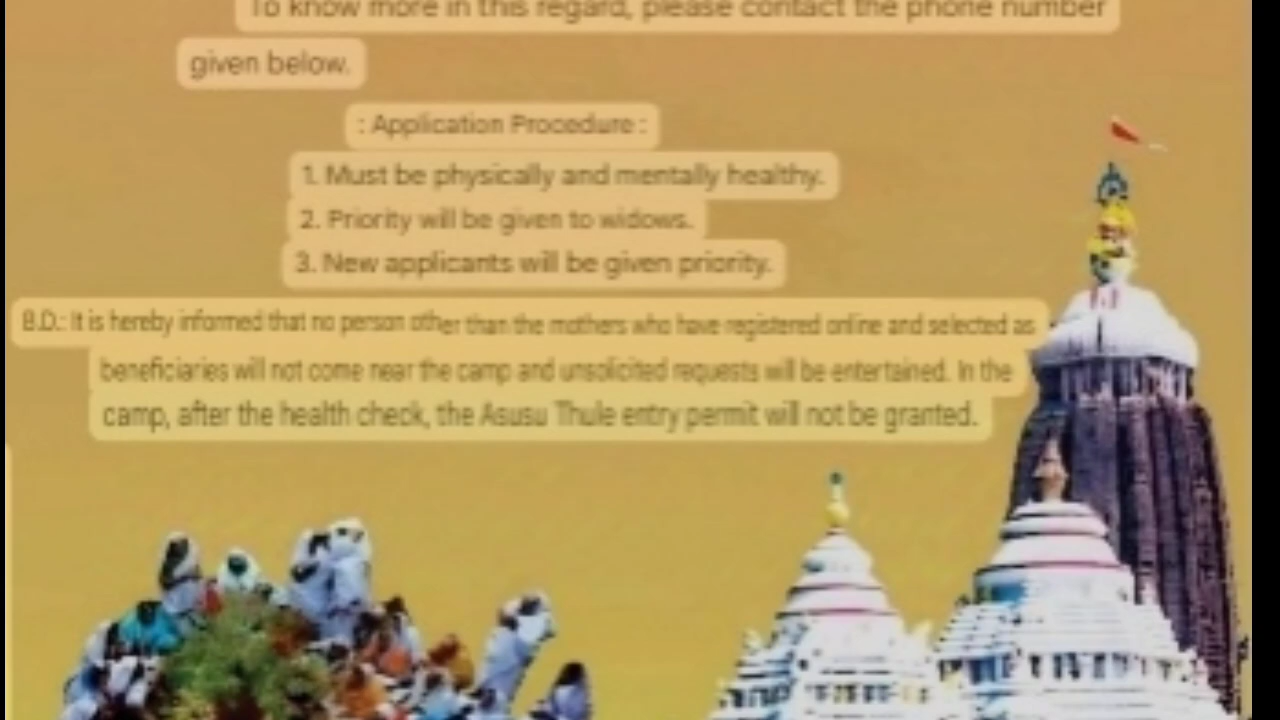 To know more in this regard, please contact the phone number
given below.
: Application Procedure :
1. Must be physically and mentally healthy.
2. Priority will be given to widows.
3. New applicants will be given priority.
B.D.: It is hereby informed that no person other than the mothers who have registered online and selected as
beneficiaries will not come near the camp and unsolicited requests will be entertained. In the
camp, after the health check, the Asusu Thule entry permit will not be granted.